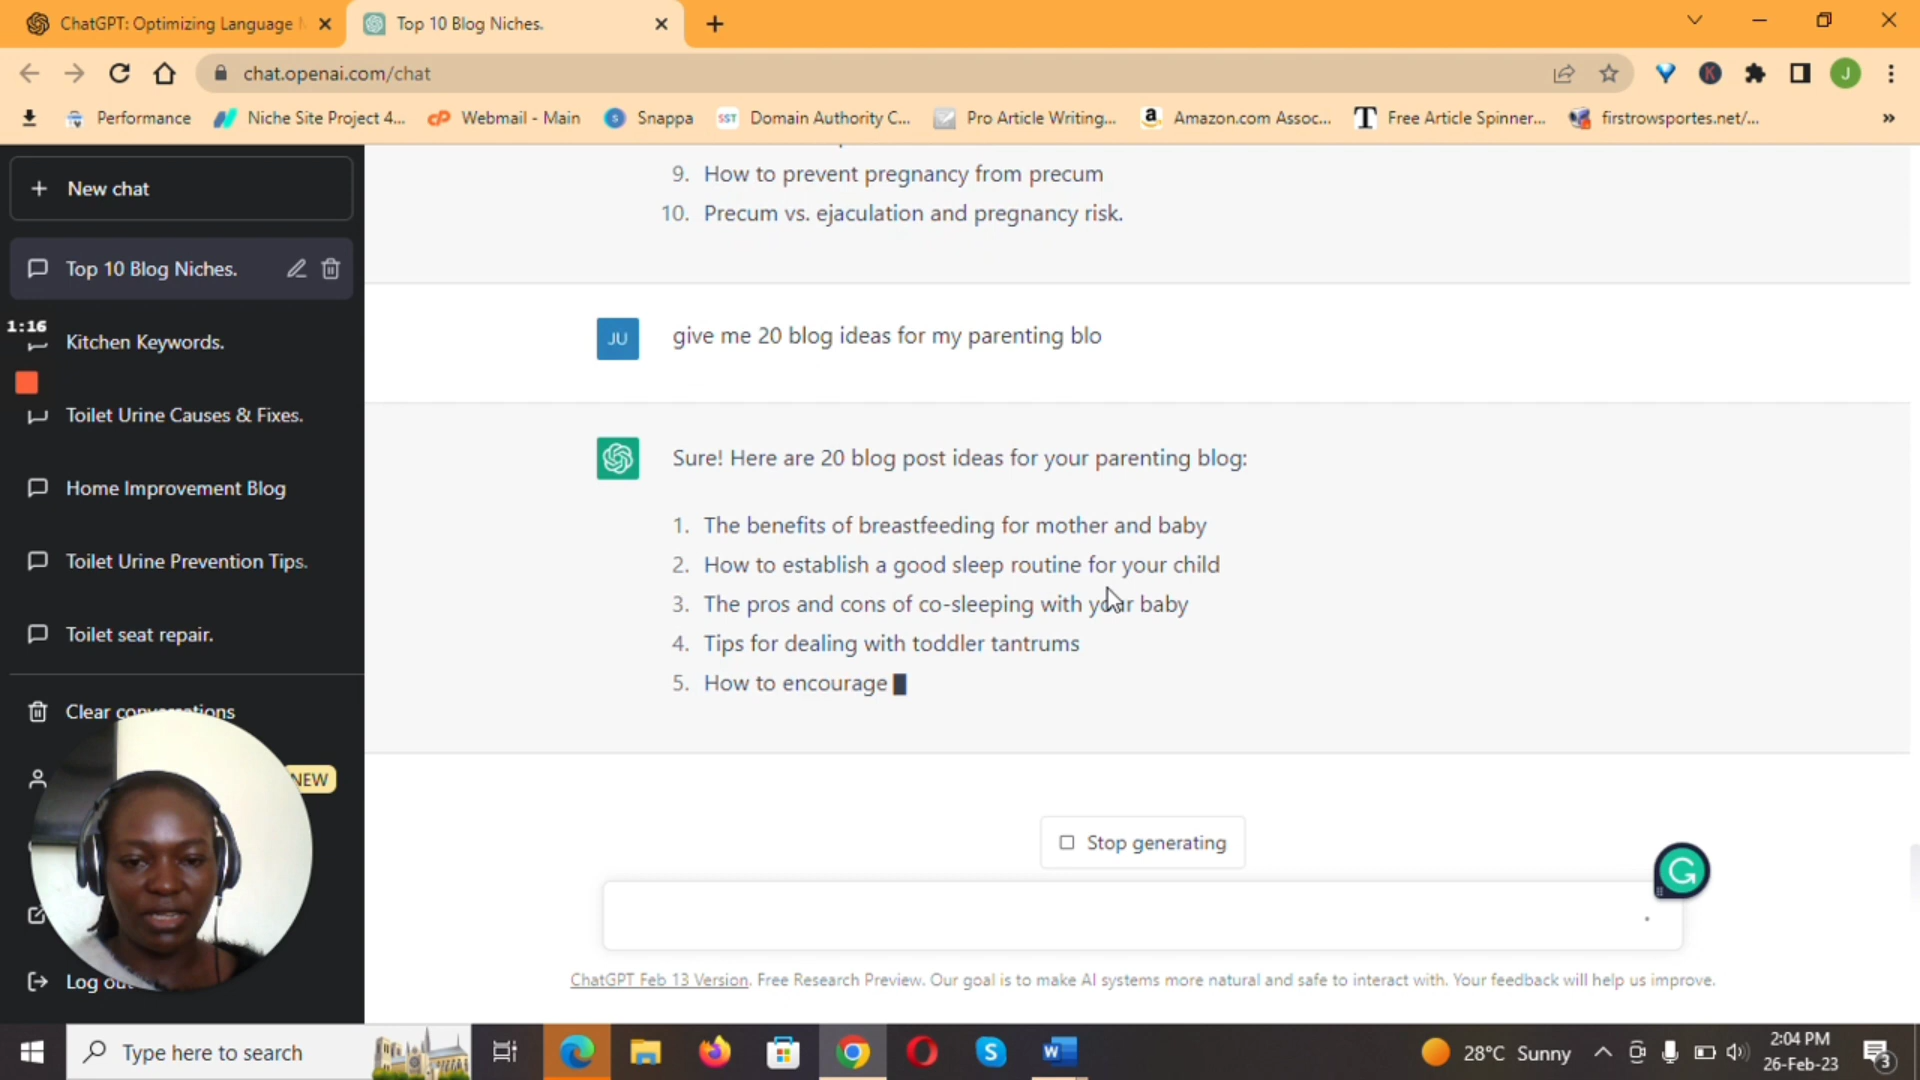 ChatGPT: Optimizing Language
Top 10 Blog Niches.
chat.openai.com/chat
K
J
Performance
Niche Site Project 4...
cP
Webmail - Main
S
Snappa
SST
Domain Authority C...
Pro Article Writing...
a
Amazon.com Assoc...
T
Free Article Spinner...
firstrowsportes.net/...
»
New chat
Top 10 Blog Niches.
1:16
Kitchen Keywords.
Toilet Urine Causes & Fixes.
Home Improvement Blog
Toilet Urine Prevention Tips.
Toilet seat repair.
Clear conversations
NEW
Log out
9. How to prevent pregnancy from precum
10. Precum vs. ejaculation and pregnancy risk.
JU
give me 20 blog ideas for my parenting blo
Sure! Here are 20 blog post ideas for your parenting blog:
1. The benefits of breastfeeding for mother and baby
2. How to establish a good sleep routine for your child
3. The pros and cons of co-sleeping with your baby
4. Tips for dealing with toddler tantrums
5. How to encourage
Stop generating
G
ChatGPT Feb 13 Version. Free Research Preview. Our goal is to make AI systems more natural and safe to interact with. Your feedback will help us improve.
Type here to search
S
W
28°C Sunny
2:04 PM
26-Feb-23
3